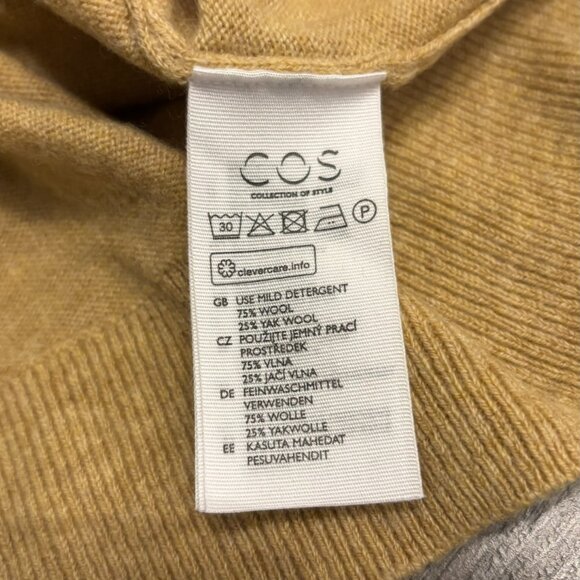 COS
COLLECTION OF STYLE
30 P
clevercare.info
GB USE MILD DETERGENT
75% WOOL
25% YAK WOOL
CZ POUŽIJTE JEMNÝ PRACÍ
PROSTŘEDEK
75% VLNA
25% JAČÍ VLNA
DE FEINWASCHMITTEL
VERWENDEN
75% WOLLE
25% YAKWOLLE
EE KASUTA MAHEDAT
PESUVAHENDIT